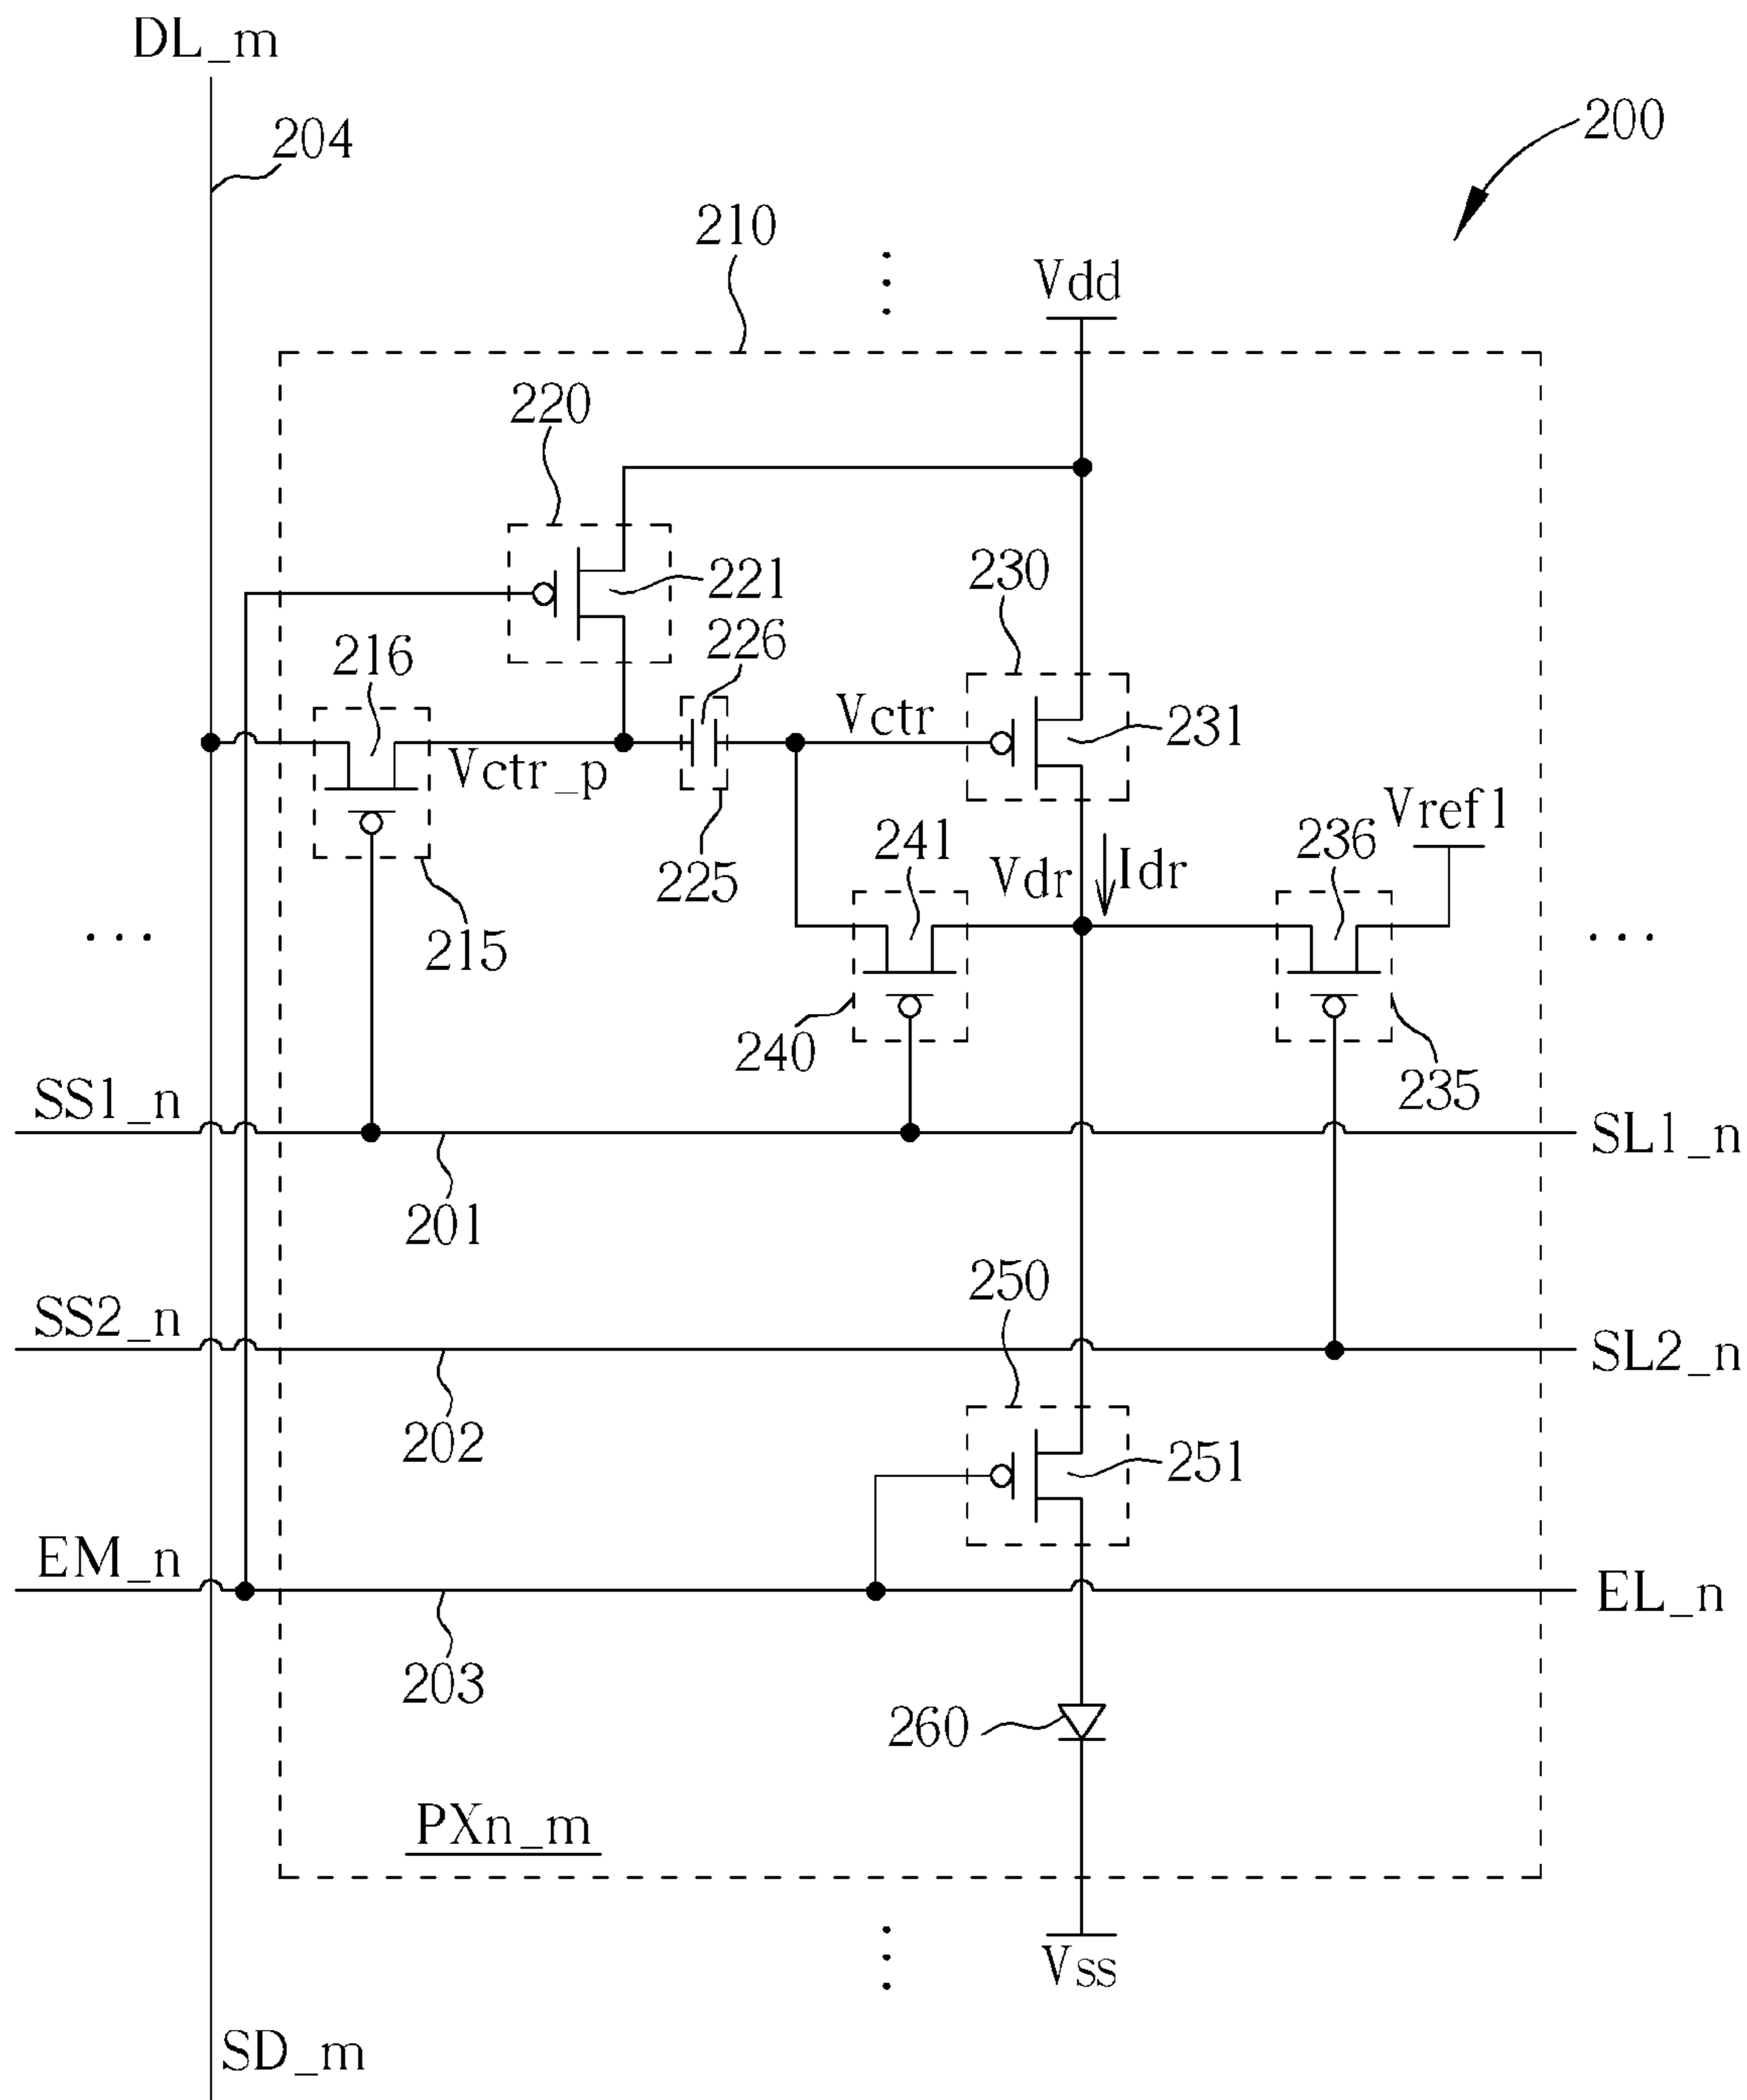 DL_m
204
200
210
Vdd
220
221
230
226
216
Vctr
231
Vctr_p
Vref1
241
236
225
Vdr
Idr
215
240
235
SS1_n
SL1_n
201
250
SS2_n
SL2_n
202
251
EM_n
EL_n
203
260
PXn_m
Vss
SD_m